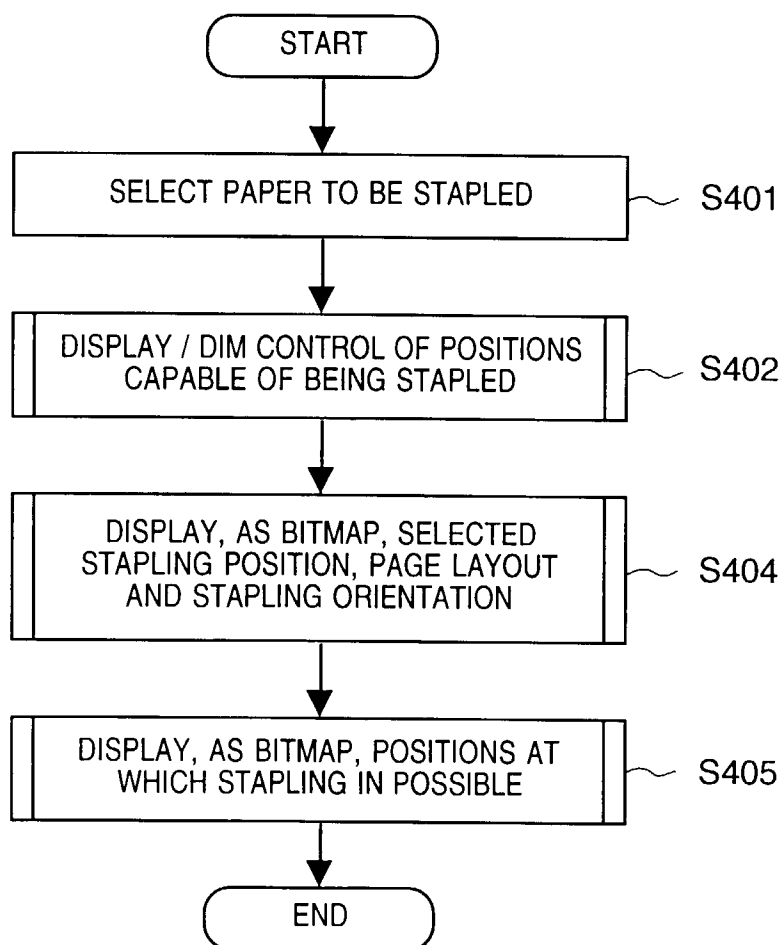 START
SELECT PAPER TO BE STAPLED
S401
DISPLAY / DIM CONTROL OF POSITIONS
CAPABLE OF BEING STAPLED
S402
DISPLAY, AS BITMAP, SELECTED
STAPLING POSITION, PAGE LAYOUT
AND STAPLING ORIENTATION
S404
DISPLAY, AS BITMAP, POSITIONS AT
WHICH STAPLING IN POSSIBLE
S405
END